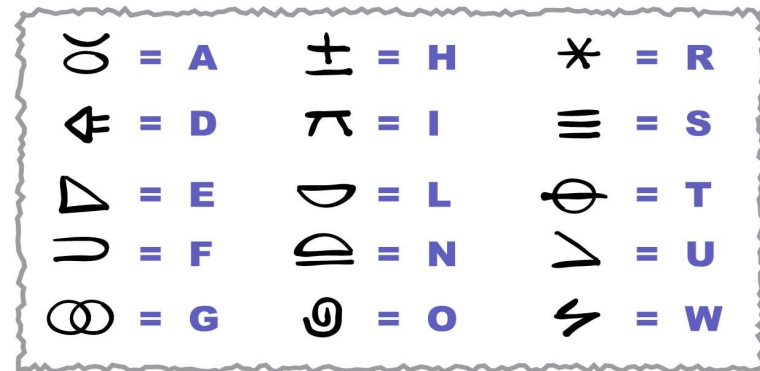 = A = H = R
= D = I = S
= E = L = T
= F = N = U
= G = O = W